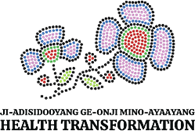 JI-ADISIDOOYANG GE-ONJI MINO-AYAAYANG
HEALTH TRANSFORMATION